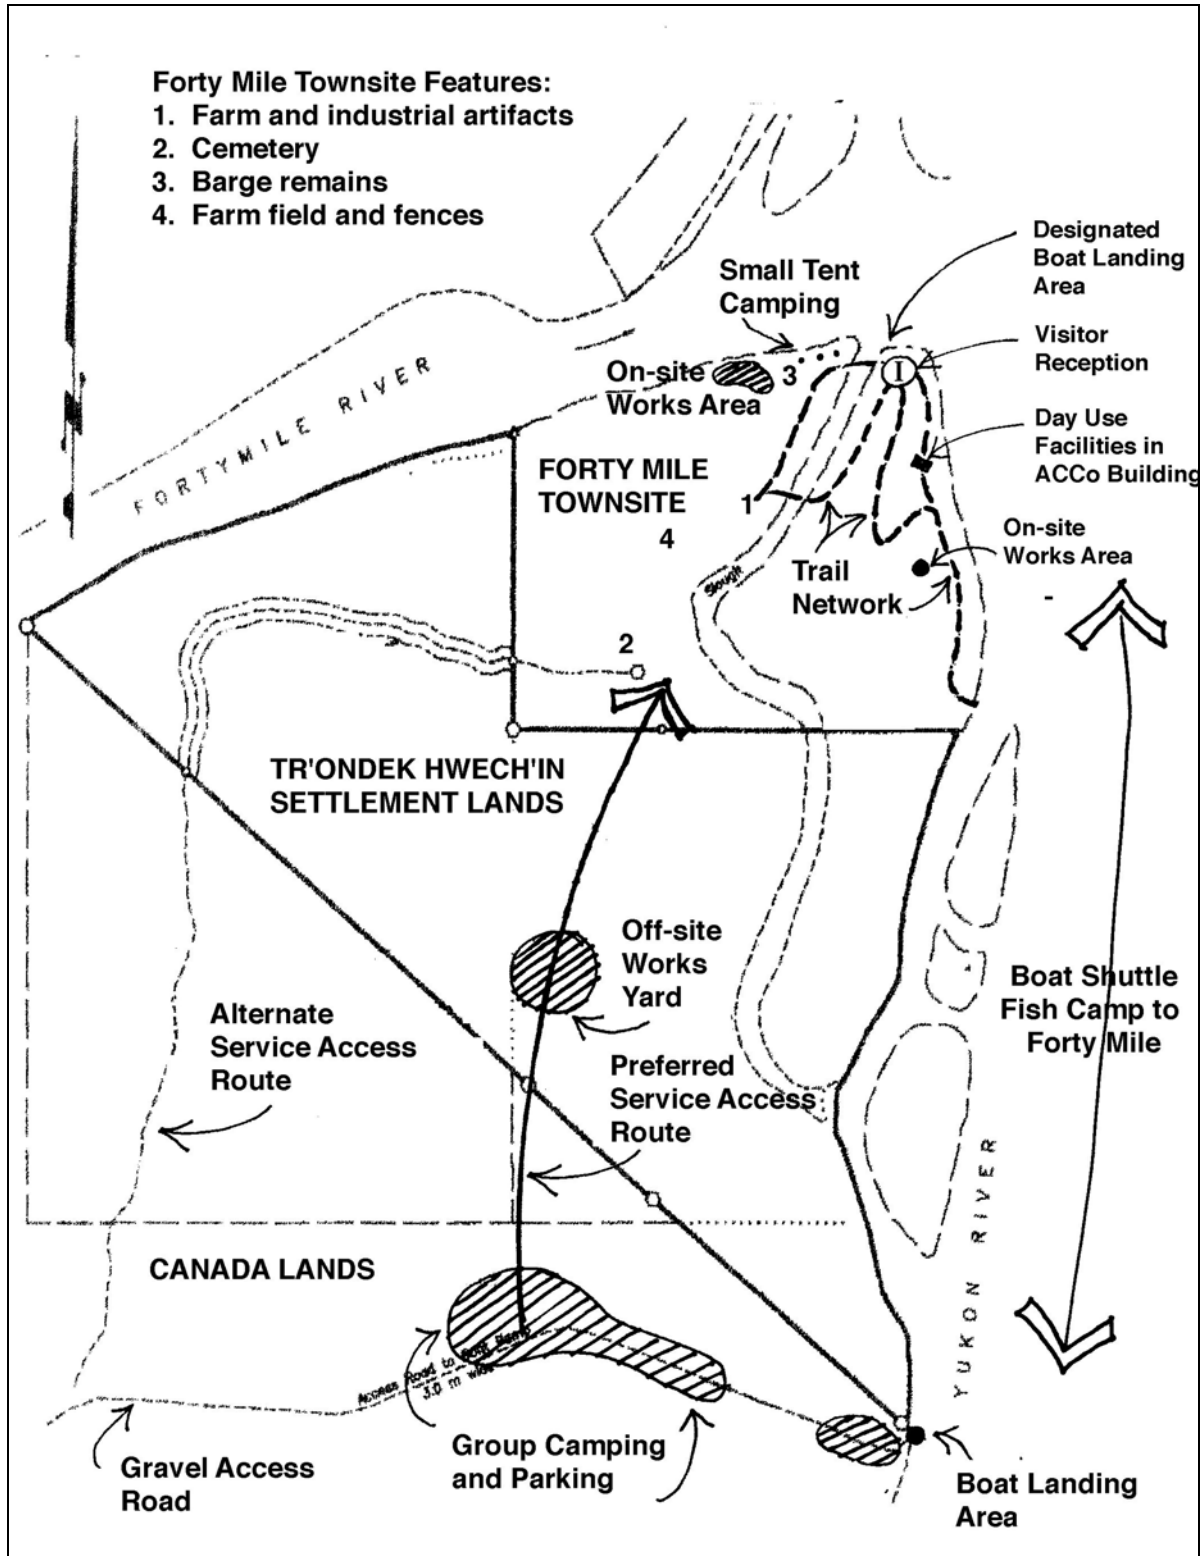 Forty Mile Townsite Features:
1. Farm and industrial artifacts
2. Cemetery
3. Barge remains
4. Farm field and fences
Designated
Boat Landing
Area
Small Tent
Camping
Visitor
Reception
I
On-site
Works Area
3
FORTYMILE RIVER
Day Use
Facilities in
ACCo Building
FORTY MILE
TOWNSITE
1
4
On-site
Works Area
Trail
Network
Slough
2
TR'ONDEK HWECH'IN
SETTLEMENT LANDS
Off-site
Works
Yard
Boat Shuttle
Fish Camp to
Forty Mile
Alternate
Service Access
Route
Preferred
Service Access
Route
YUKON RIVER
CANADA LANDS
Access Road to Boat Ramp
3.0 m wide
Group Camping
and Parking
Gravel Access
Road
Boat Landing
Area